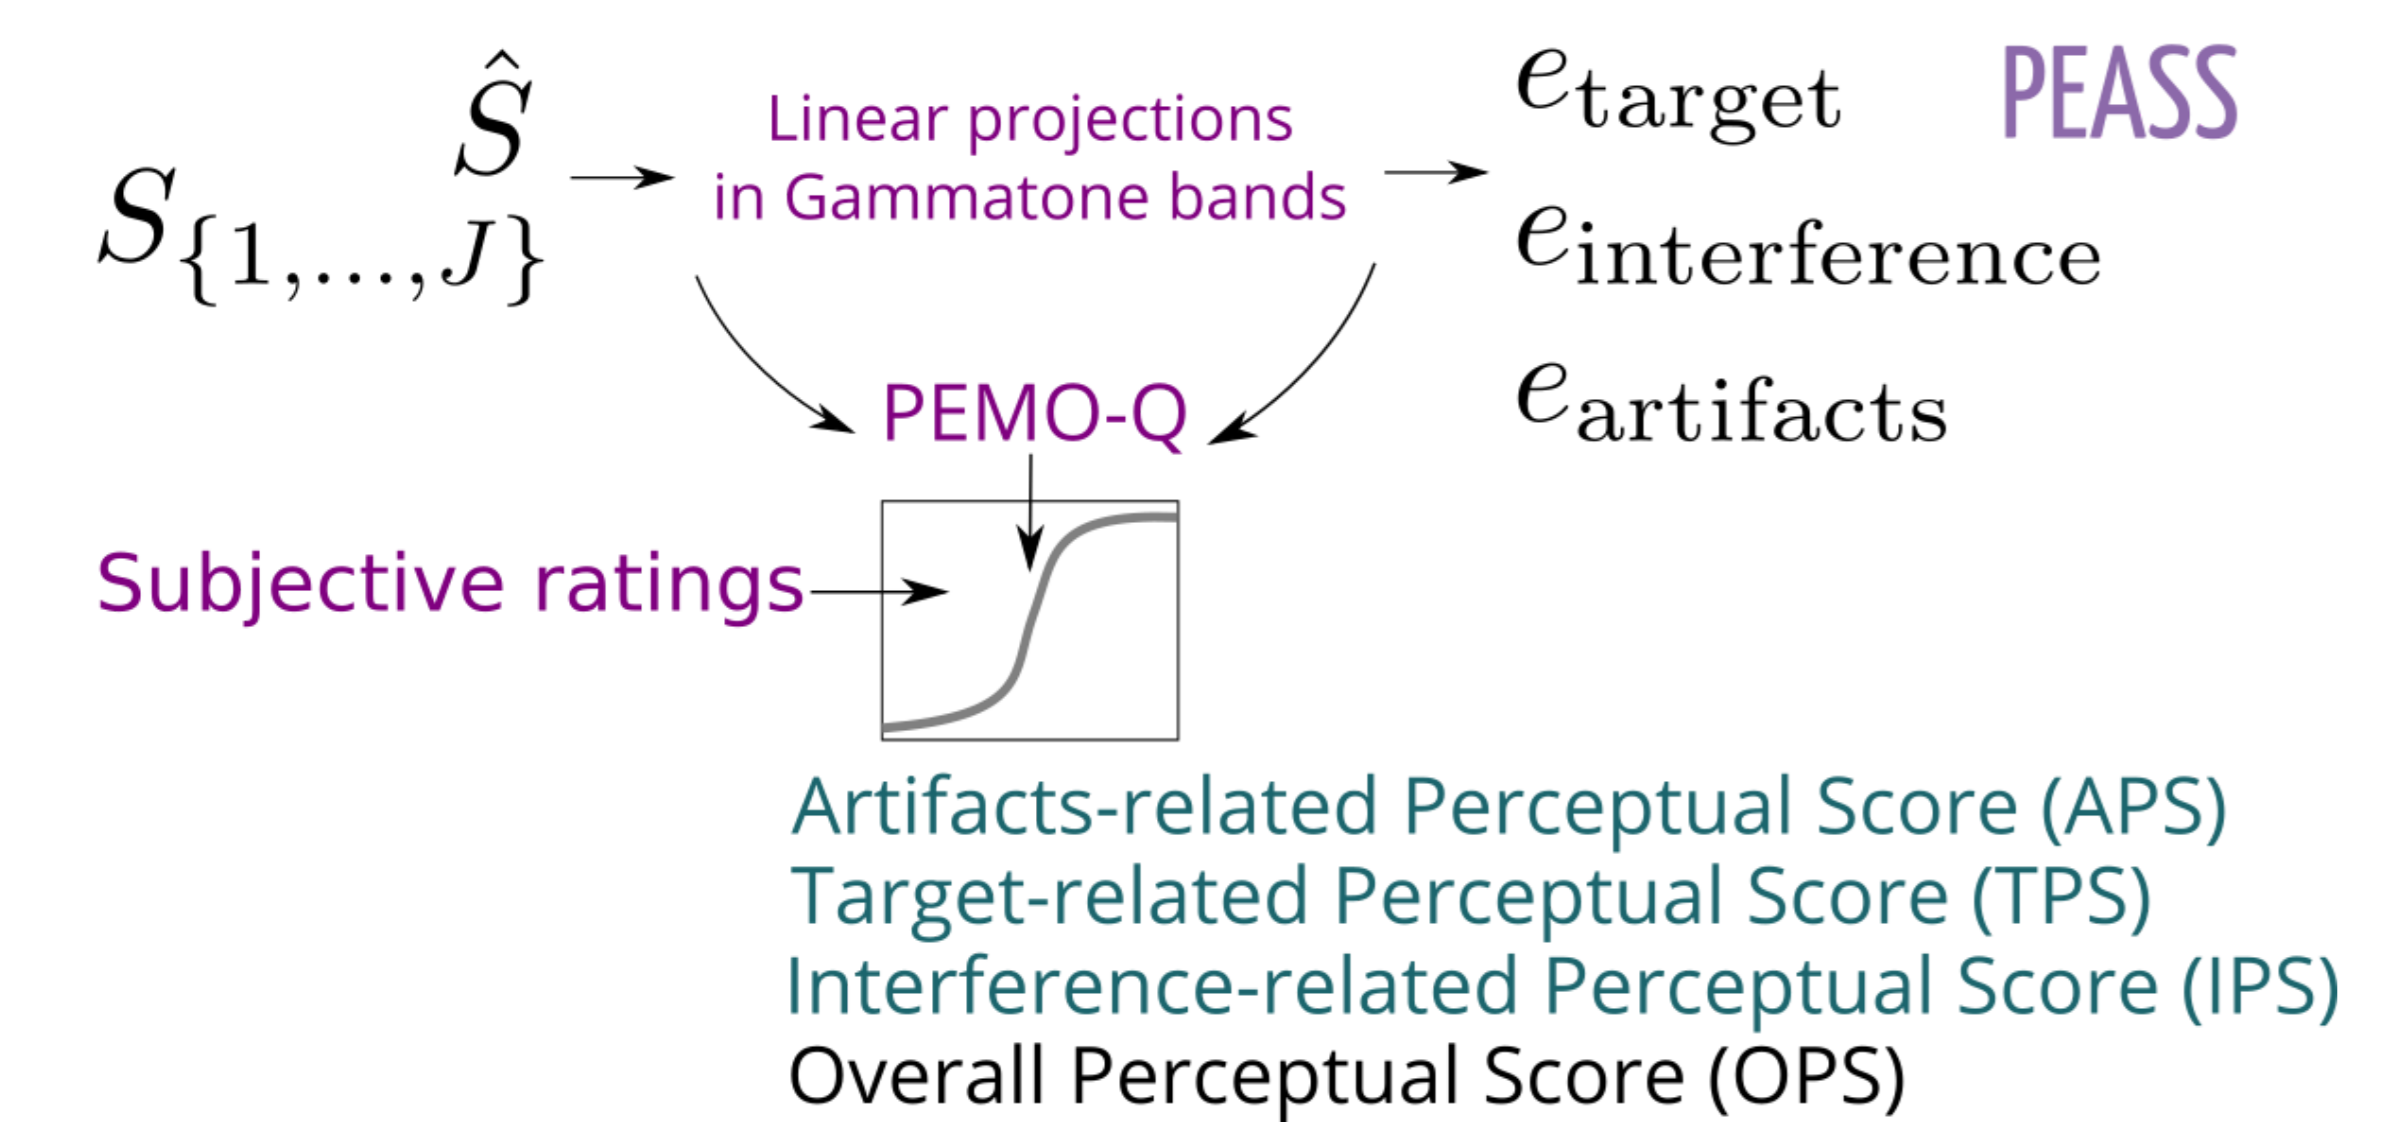 Ŝ
S_{1,...,J}
Linear projections
in Gammatone bands
e_target
e_interference
e_artifacts
PEASS
PEMO-Q
Subjective ratings
Artifacts-related Perceptual Score (APS)
Target-related Perceptual Score (TPS)
Interference-related Perceptual Score (IPS)
Overall Perceptual Score (OPS)